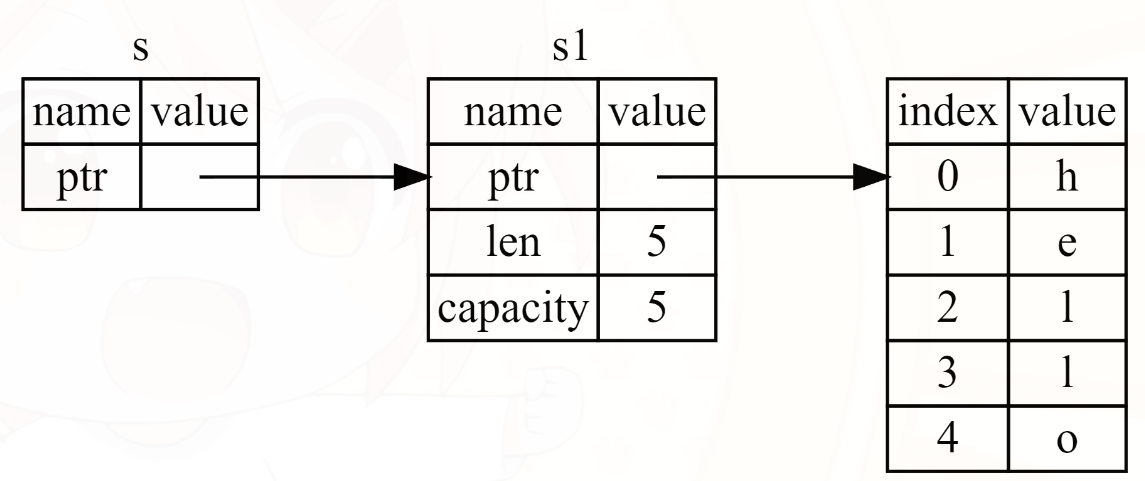 s
name value
ptr
s1
name value
ptr
len 5
capacity 5
index value
0 h
1 e
2 l
3 l
4 o